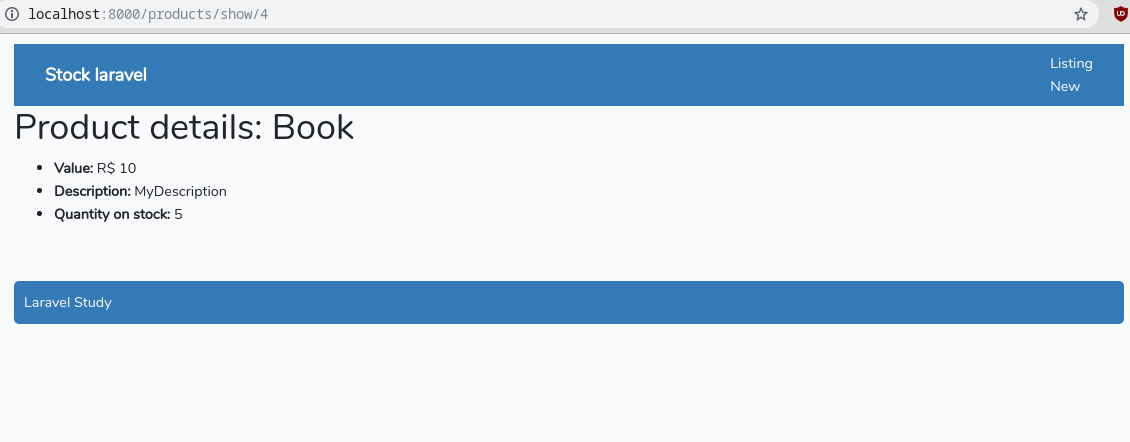 localhost:8000/products/show/4
Stock laravel
Listing
New
Product details: Book
Value: R$ 10
Description: MyDescription
Quantity on stock: 5
Laravel Study